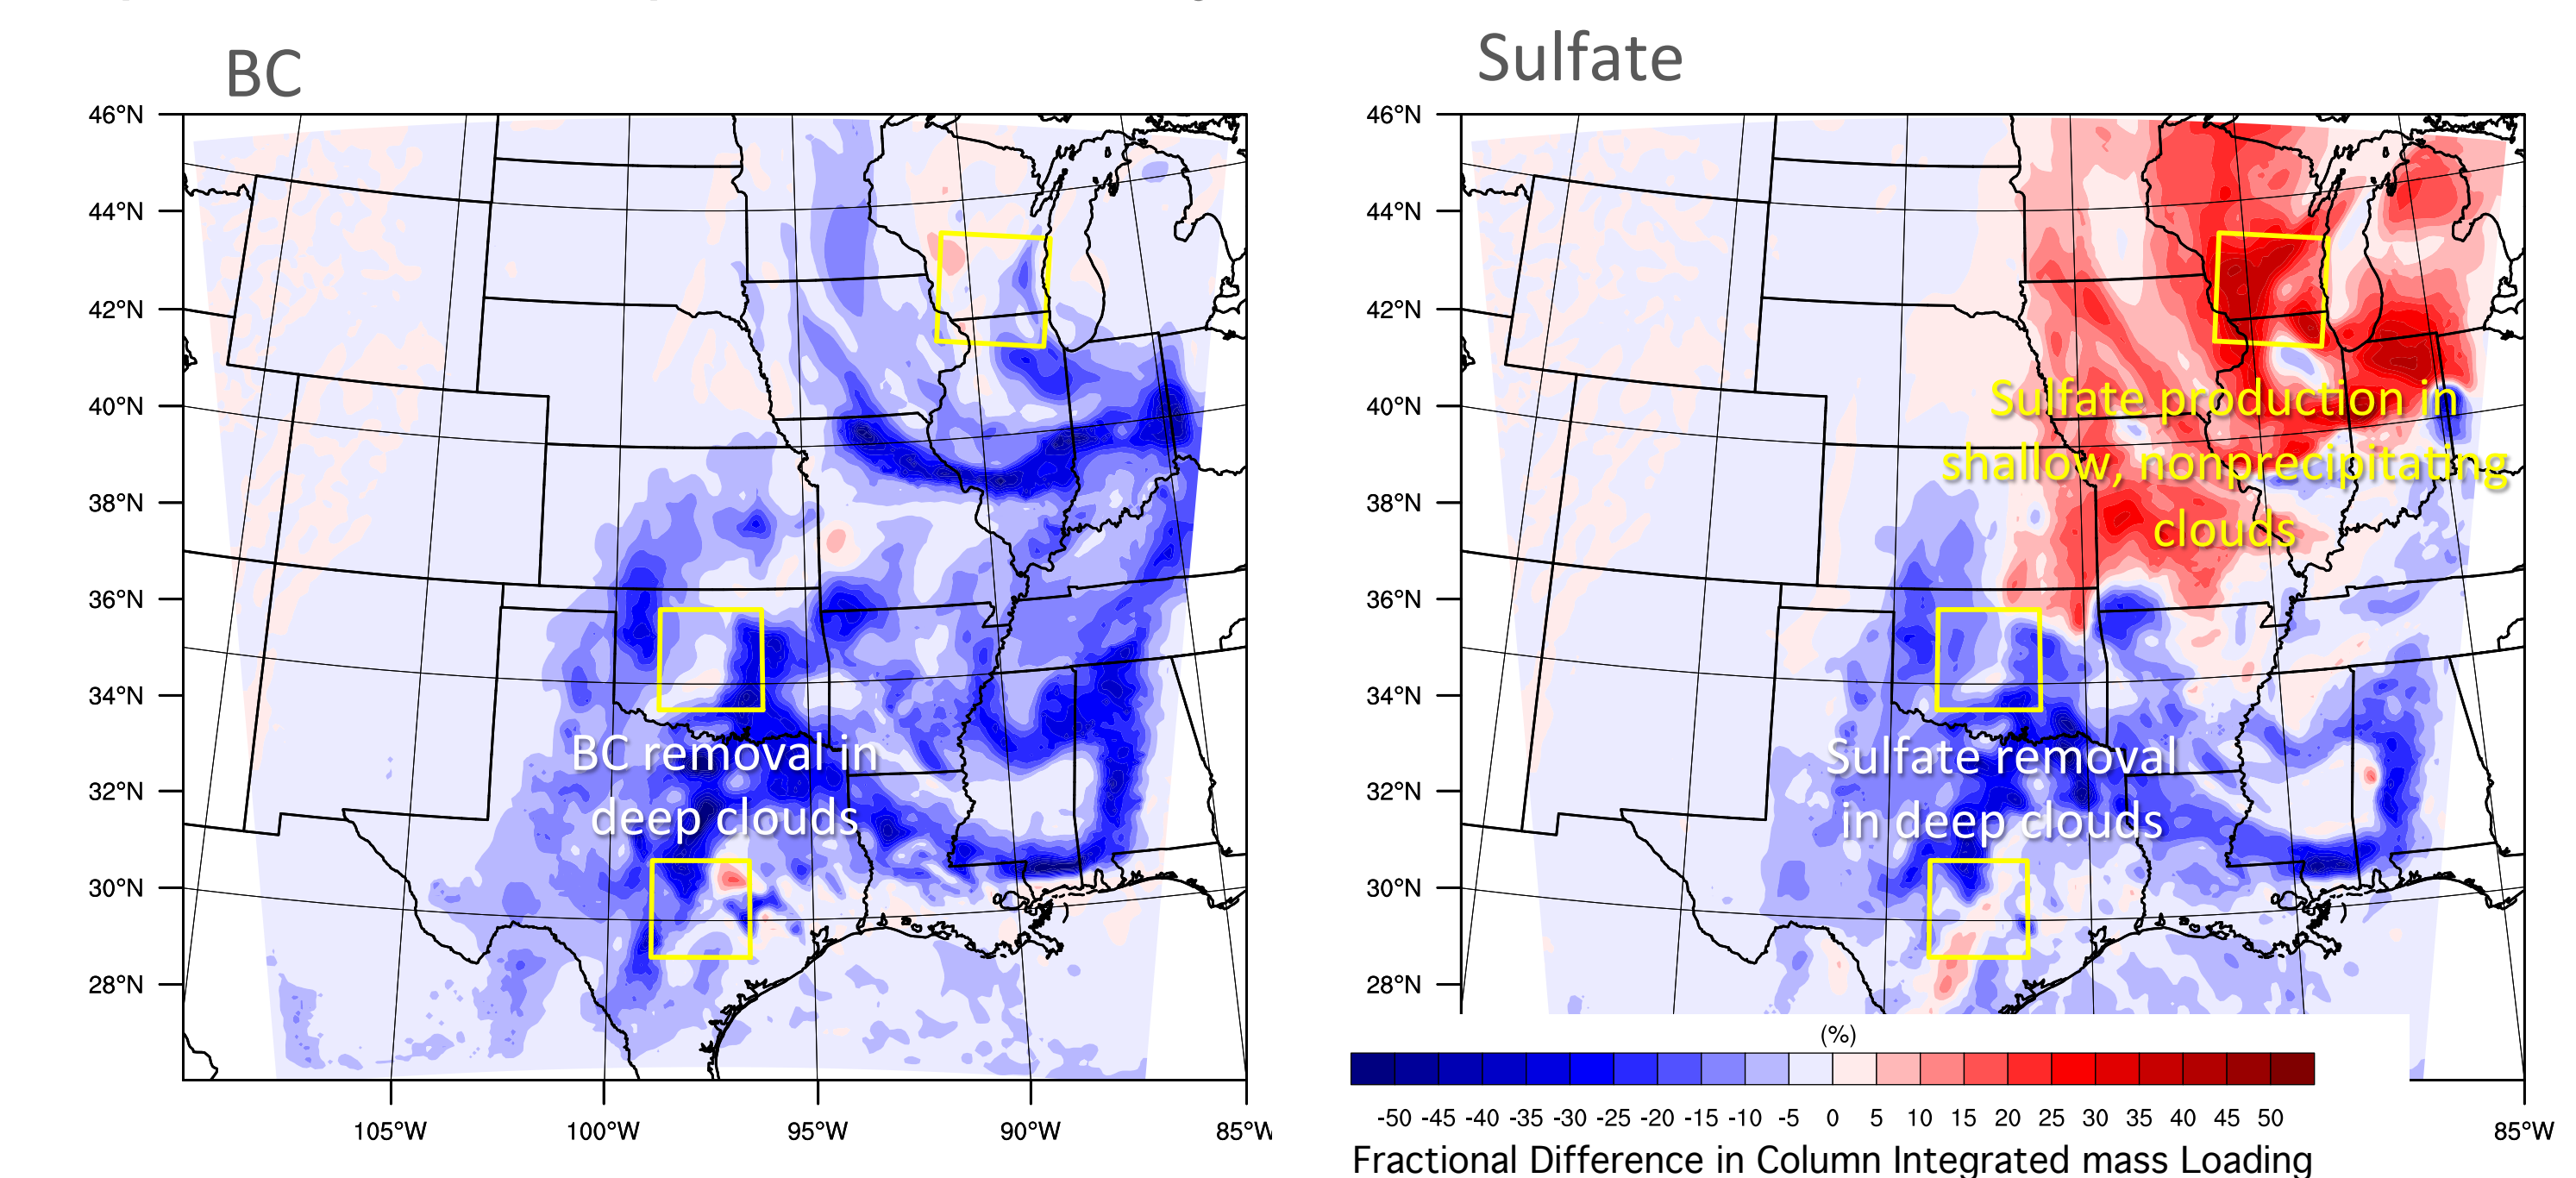 BC
Sulfate
46°N
44°N
42°N
40°N
38°N
36°N
34°N
32°N
30°N
28°N
105°W
100°W
95°W
90°W
85°W
BC removal in
deep clouds
46°N
44°N
42°N
40°N
38°N
36°N
34°N
32°N
30°N
28°N
85°W
Sulfate production in
shallow, nonprecipitating
clouds
Sulfate removal
in deep clouds
(%)
-50 -45 -40 -35 -30 -25 -20 -15 -10 -5 0 5 10 15 20 25 30 35 40 45 50
Fractional Difference in Column Integrated mass Loading